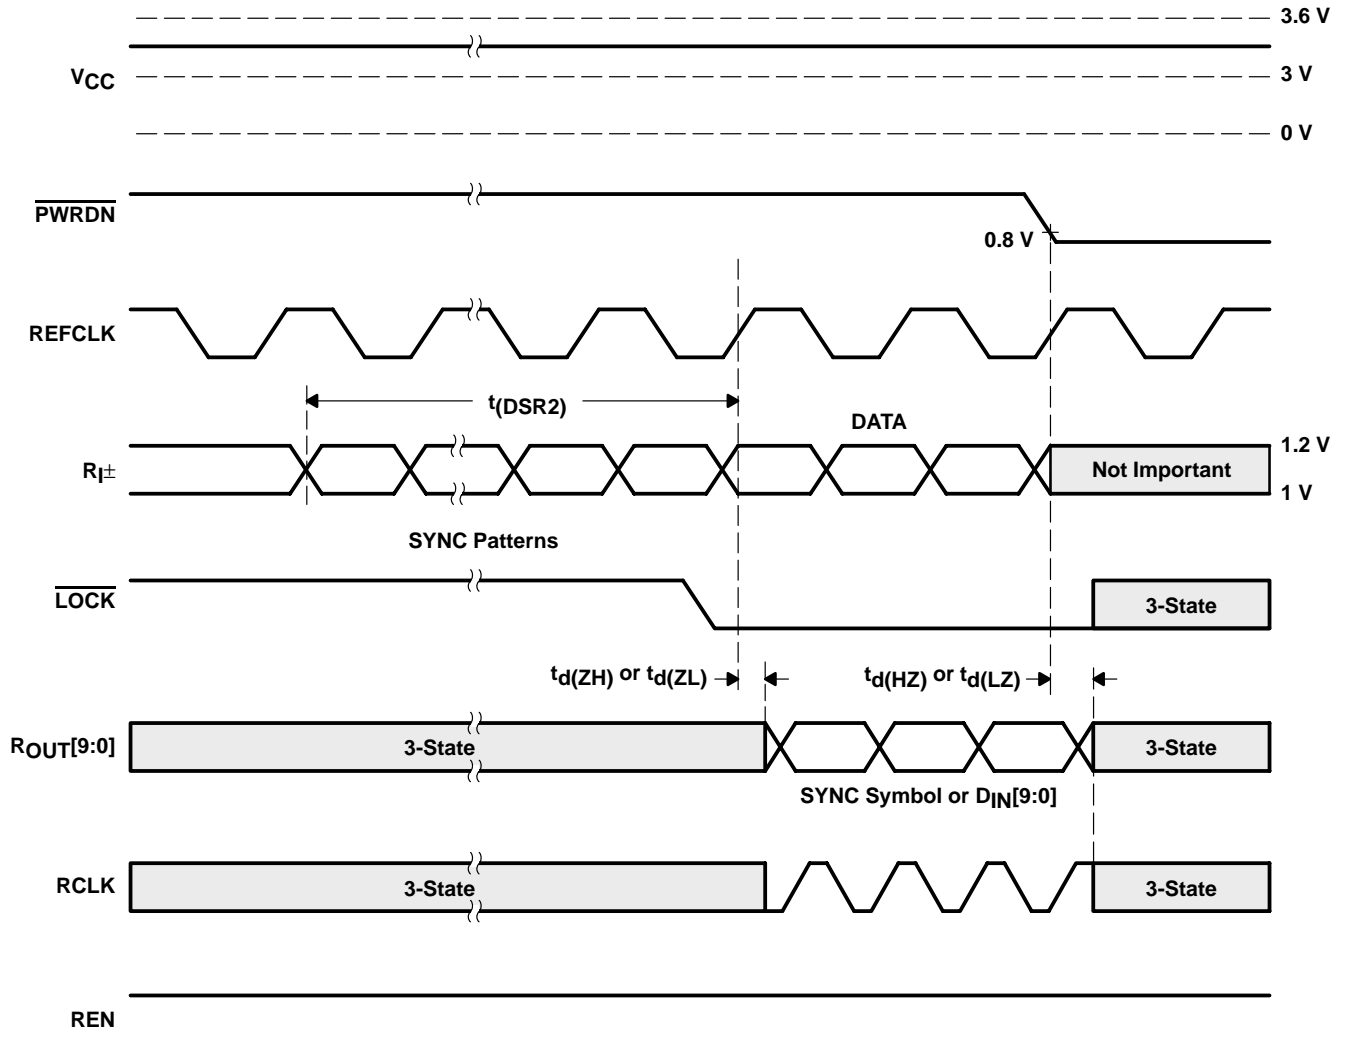 3.6 V
VCC
3 V
0 V
PWRDN
0.8 V
REFCLK
t(DSR2)
DATA
RI±
1.2 V
Not Important
1 V
SYNC Patterns
LOCK
3-State
td(ZH) or td(ZL)
td(HZ) or td(LZ)
ROUT[9:0]
3-State
3-State
SYNC Symbol or DIN[9:0]
RCLK
3-State
3-State
REN